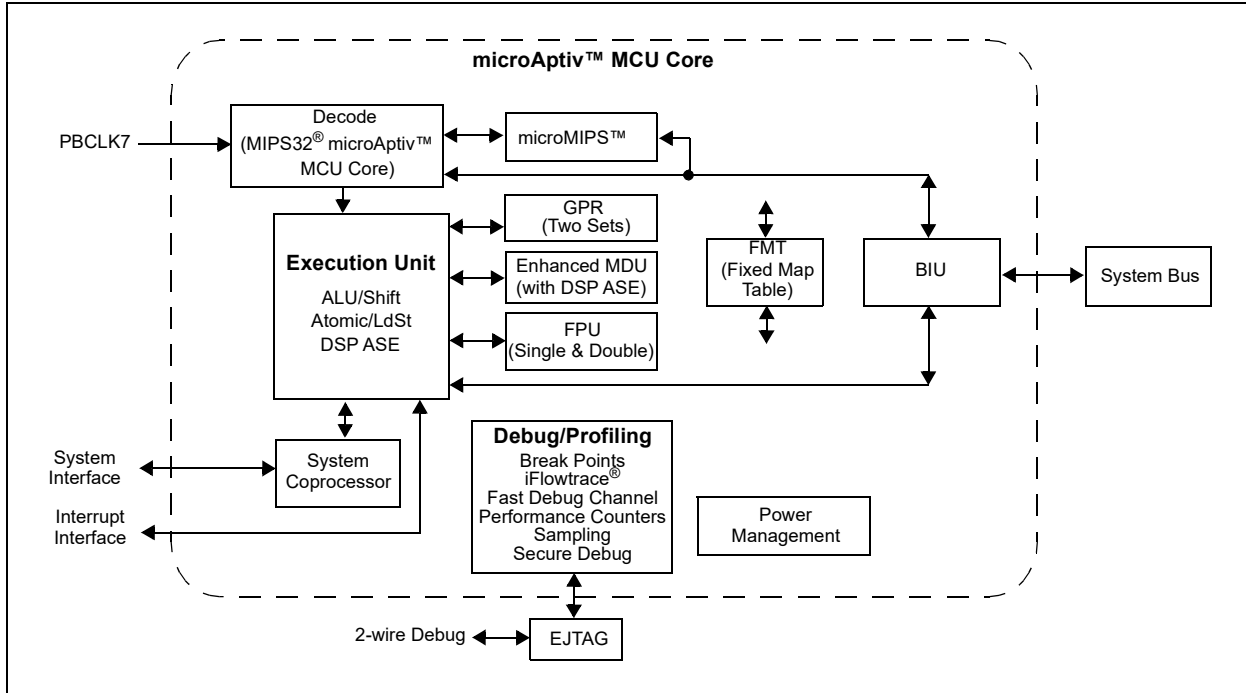 microAptiv™ MCU Core
Decode
(MIPS32® microAptiv™
MCU Core)
PBCLK7
microMIPS™
GPR
(Two Sets)
Execution Unit
ALU/Shift
Atomic/LdSt
DSP ASE
Enhanced MDU
(with DSP ASE)
FPU
(Single & Double)
FMT
(Fixed Map
Table)
BIU
System Bus
System
Interface
System
Coprocessor
Interrupt
Interface
Debug/Profiling
Break Points
iFlowtrace®
Fast Debug Channel
Performance Counters
Sampling
Secure Debug
Power
Management
2-wire Debug
EJTAG